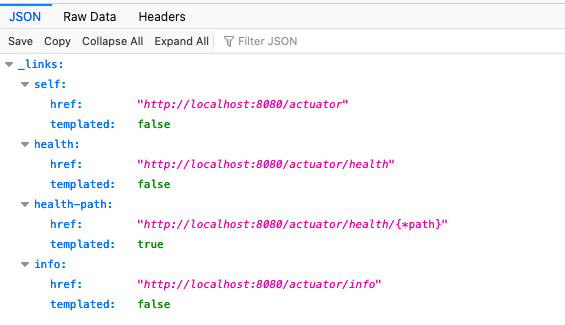 JSON Raw Data Headers
Save Copy Collapse All Expand All Filter JSON
_links:
self:
href: "http://localhost:8080/actuator"
templated: false
health:
href: "http://localhost:8080/actuator/health"
templated: false
health-path:
href: "http://localhost:8080/actuator/health/{*path}"
templated: true
info:
href: "http://localhost:8080/actuator/info"
templated: false